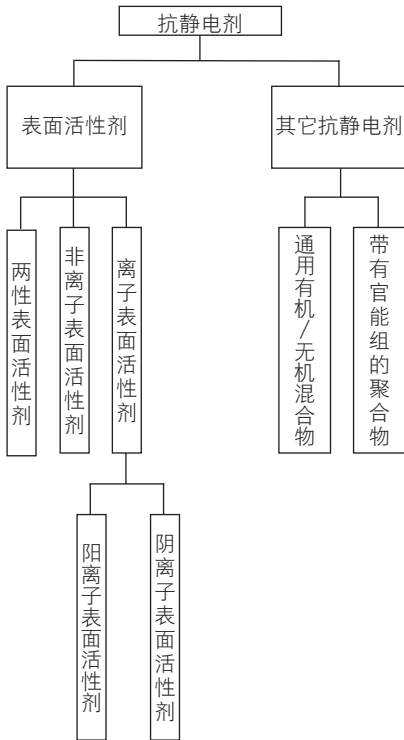 抗静电剂
表面活性剂
其它抗静电剂
两性表面活性剂
非离子表面活性剂
离子表面活性剂
通用有机/无机混合物
带有官能组的聚合物
阳离子表面活性剂
阴离子表面活性剂